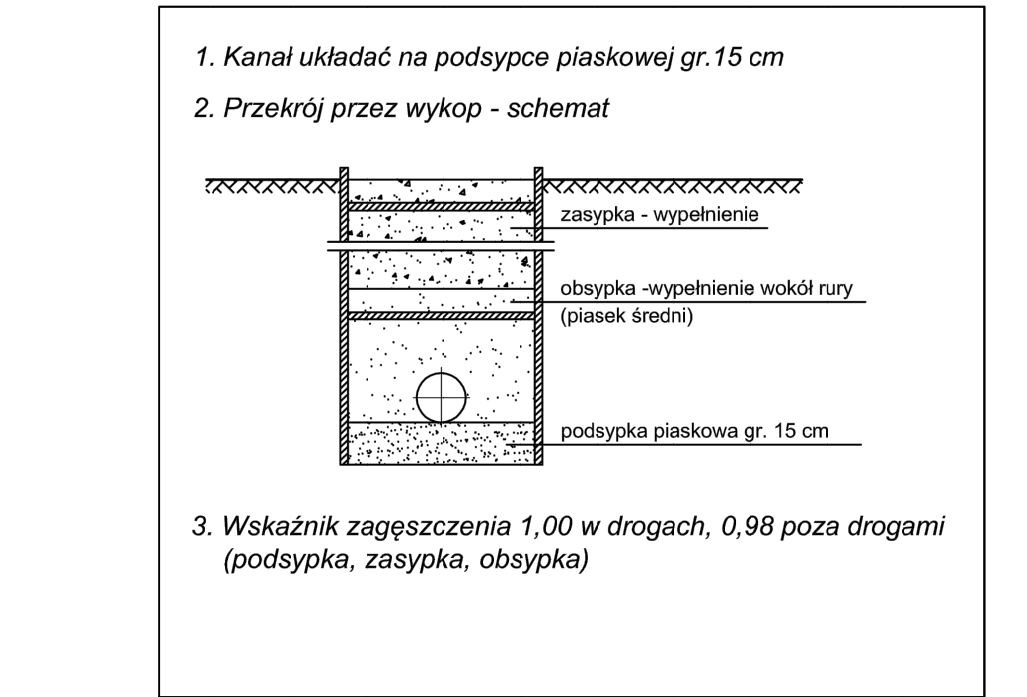 1. Kanał układać na podsypce piaskowej gr.15 cm
2. Przekrój przez wykop - schemat
zasypka - wypełnienie
obsypka -wypełnienie wokół rury
(piasek średni)
podsypka piaskowa gr. 15 cm
3. Wskaźnik zagęszczenia 1,00 w drogach, 0,98 poza drogami
(podsypka, zasypka, obsypka)